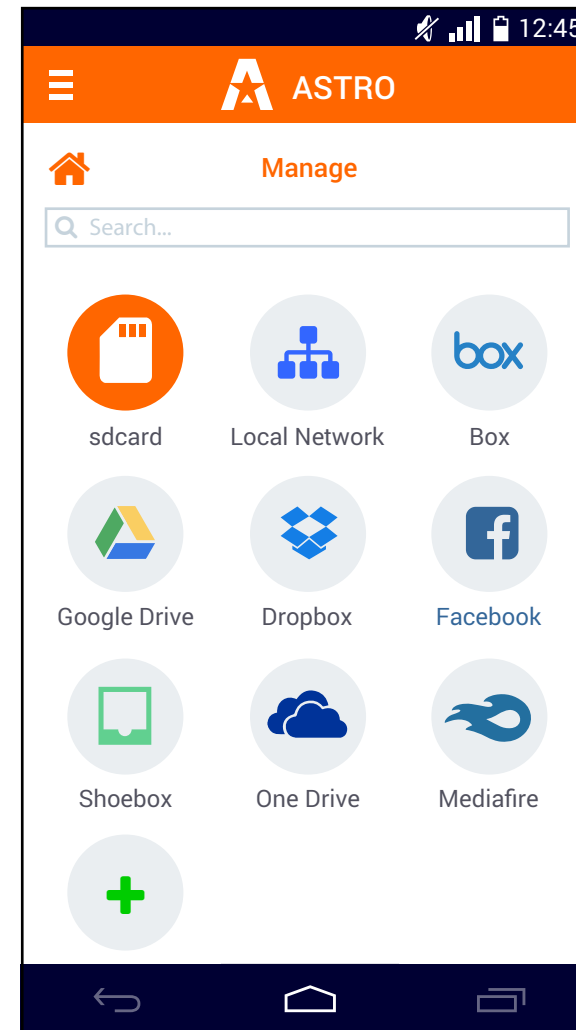 12:45
ASTRO
Manage
Search...
sdcard Local Network Box
box
Google Drive Dropbox Facebook
Shoebox One Drive Mediafire